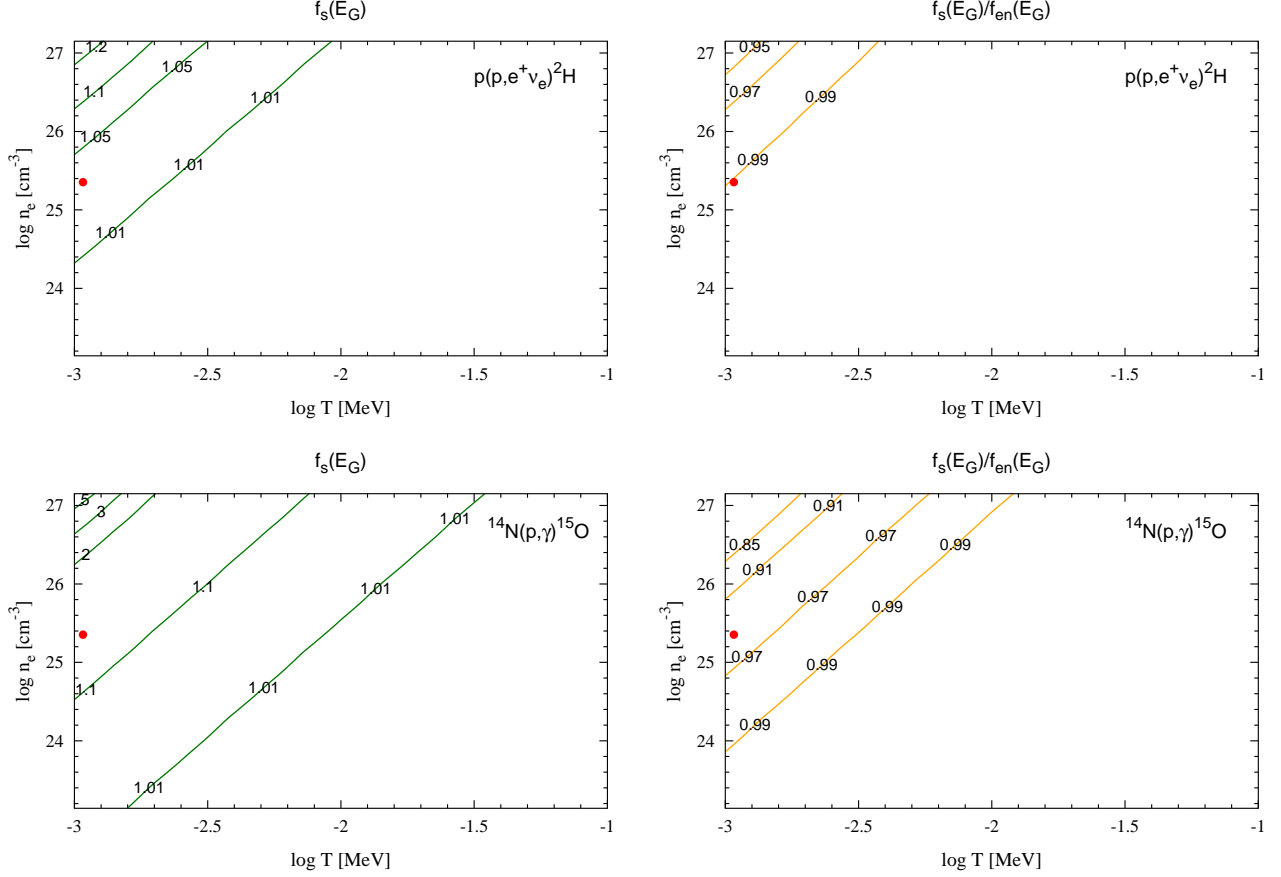 f_s(E_G)
p(p,e⁺ν_e)²H
1.2
1.1
1.05
1.05
1.01
1.01
1.01
27
26
25
24
log n_e [cm⁻³]
-3 -2.5 -2 -1.5 -1
log T [MeV]
f_s(E_G)/f_en(E_G)
p(p,e⁺ν_e)²H
0.95
0.97
0.99
0.99
27
26
25
24
log n_e [cm⁻³]
-3 -2.5 -2 -1.5 -1
log T [MeV]
f_s(E_G)
¹⁴N(p,γ)¹⁵O
5
3
2
1.1
1.1
1.01
1.01
1.01
1.01
27
26
25
24
log n_e [cm⁻³]
-3 -2.5 -2 -1.5 -1
log T [MeV]
f_s(E_G)/f_en(E_G)
¹⁴N(p,γ)¹⁵O
0.85
0.91
0.91
0.97
0.97
0.97
0.99
0.99
0.99
0.99
27
26
25
24
log n_e [cm⁻³]
-3 -2.5 -2 -1.5 -1
log T [MeV]